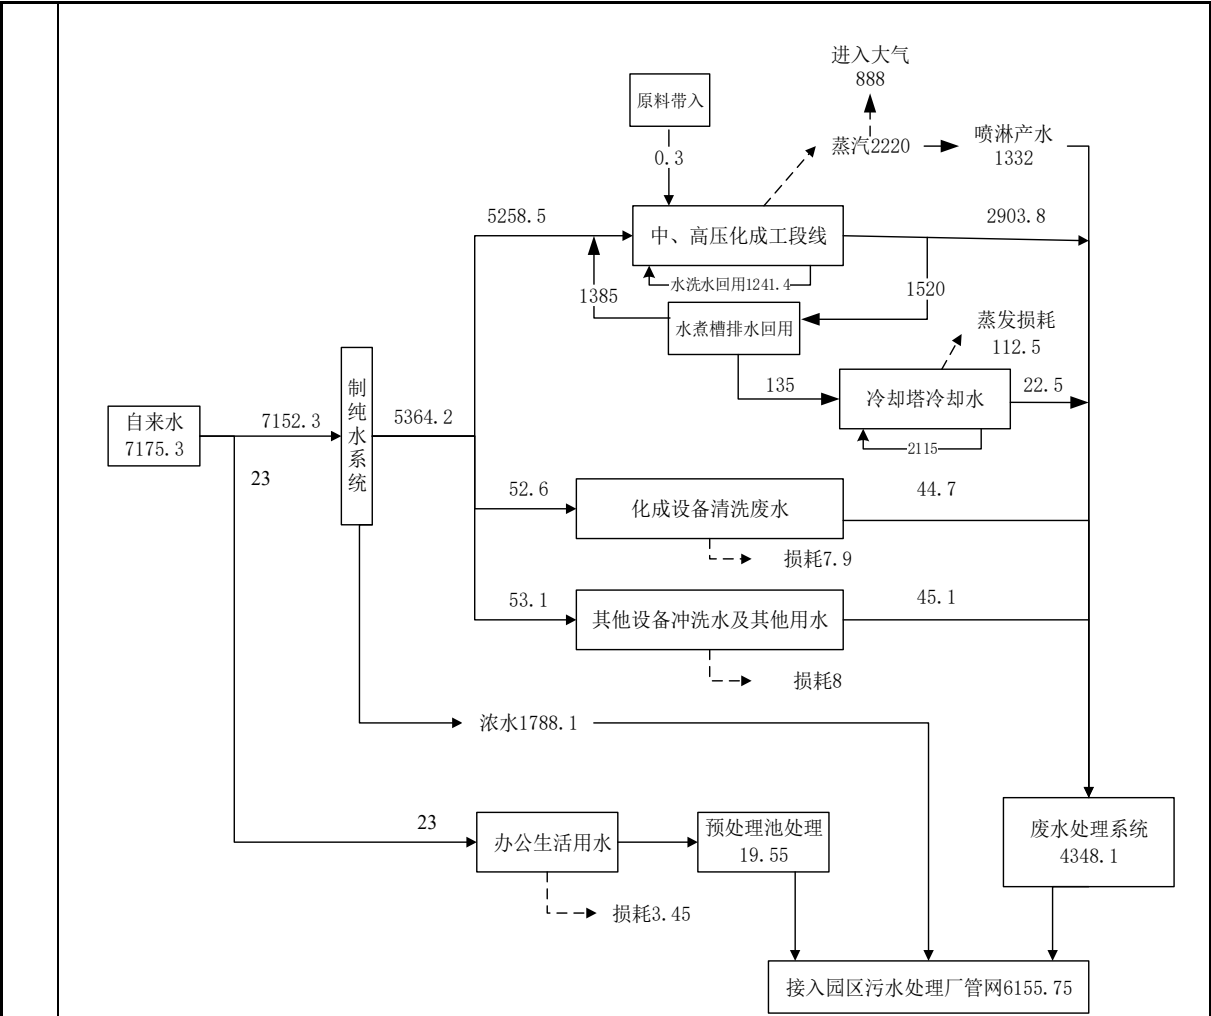 进入大气
888
原料带入
蒸汽2220
喷淋产水
1332
0.3
5258.5
中、高压化成工段线
2903.8
水洗水回用1241.4
1385
1520
水煮槽排水回用
蒸发损耗
112.5
135
冷却塔冷却水
22.5
2115
自来水
7175.3
7152.3
制纯水系统
5364.2
23
52.6
化成设备清洗废水
44.7
损耗7.9
53.1
其他设备冲洗水及其他用水
45.1
损耗8
浓水1788.1
23
办公生活用水
预处理池处理
19.55
废水处理系统
4348.1
损耗3.45
接入园区污水处理厂管网6155.75